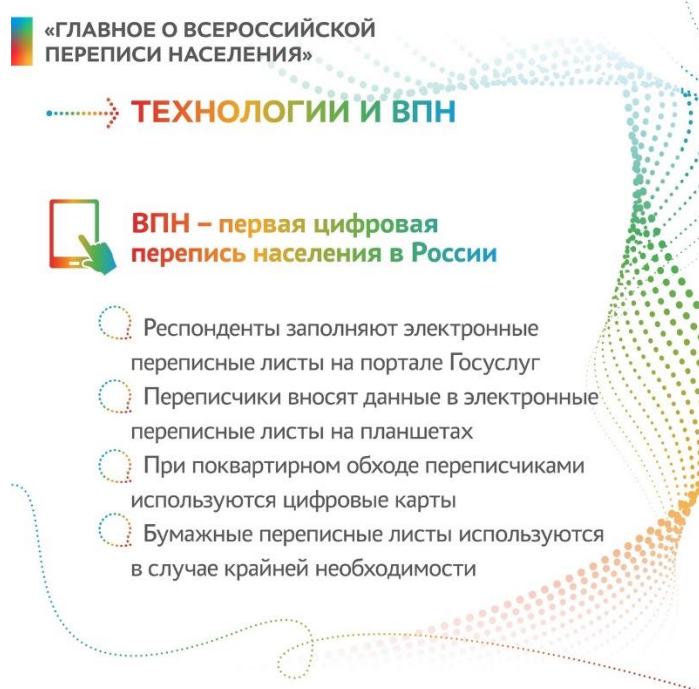 «ГЛАВНОЕ О ВСЕРОССИЙСКОЙ
ПЕРЕПИСИ НАСЕЛЕНИЯ»
ТЕХНОЛОГИИ И ВПН
ВПН – первая цифровая
перепись населения в России
Респонденты заполняют электронные
переписные листы на портале Госуслуг
Переписчики вносят данные в электронные
переписные листы на планшетах
При поквартирном обходе переписчиками
используются цифровые карты
Бумажные переписные листы используются
в случае крайней необходимости